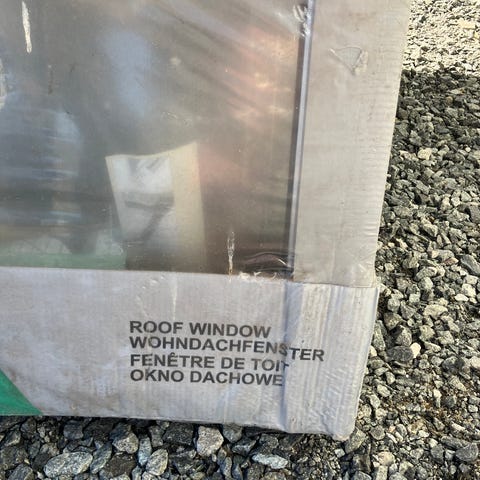 ROOF WINDOW
WOHNDACHFENSTER
FENÊTRE DE TOIT
OKNO DACHOWE